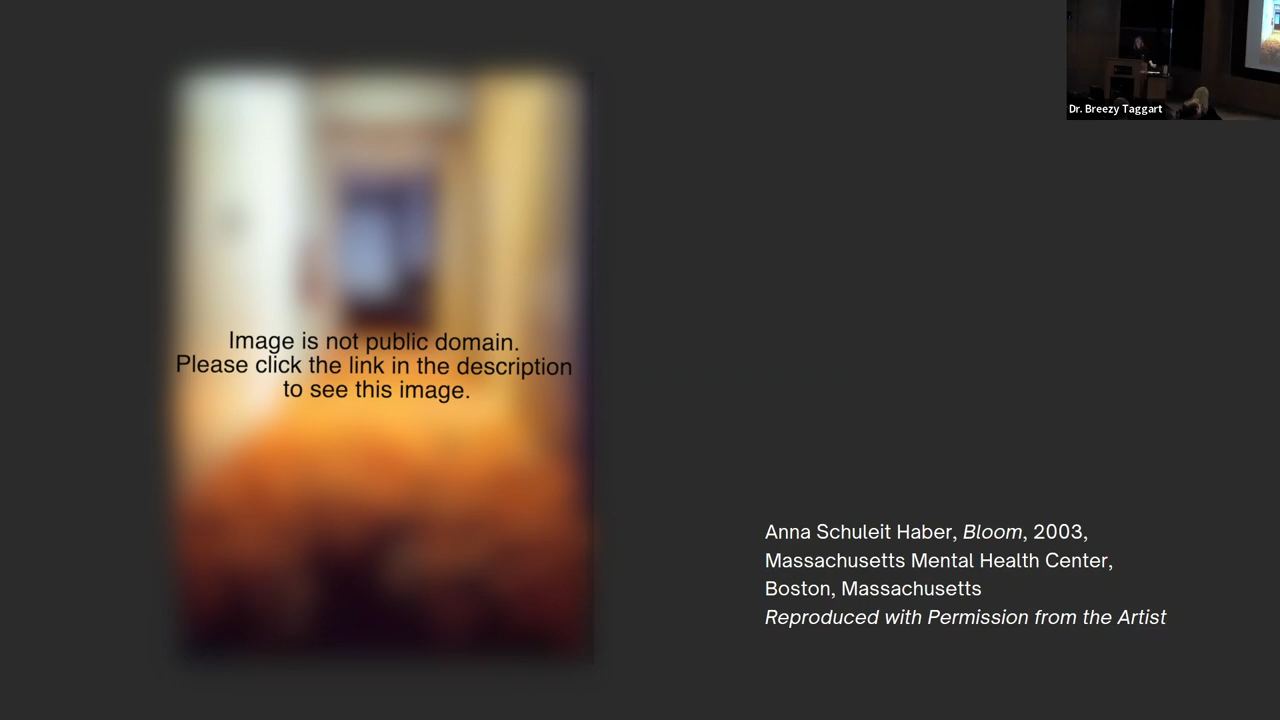 Dr. Breezy Taggart
Image is not public domain.
Please click the link in the description
to see this image.
Anna Schuleit Haber, Bloom, 2003,
Massachusetts Mental Health Center,
Boston, Massachusetts
Reproduced with Permission from the Artist